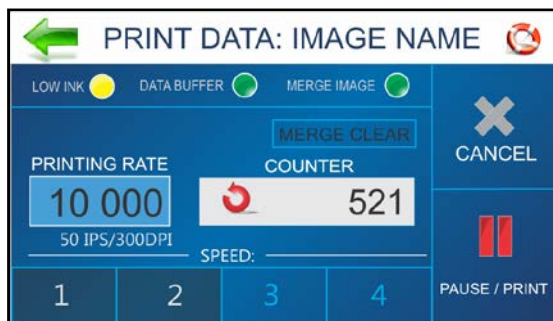 PRINT DATA: IMAGE NAME
LOW INK DATA BUFFER MERGE IMAGE
MERGE CLEAR
CANCEL
PRINTING RATE COUNTER
10 000 521
50 IPS/300DPI
SPEED:
1 2 3 4
PAUSE / PRINT